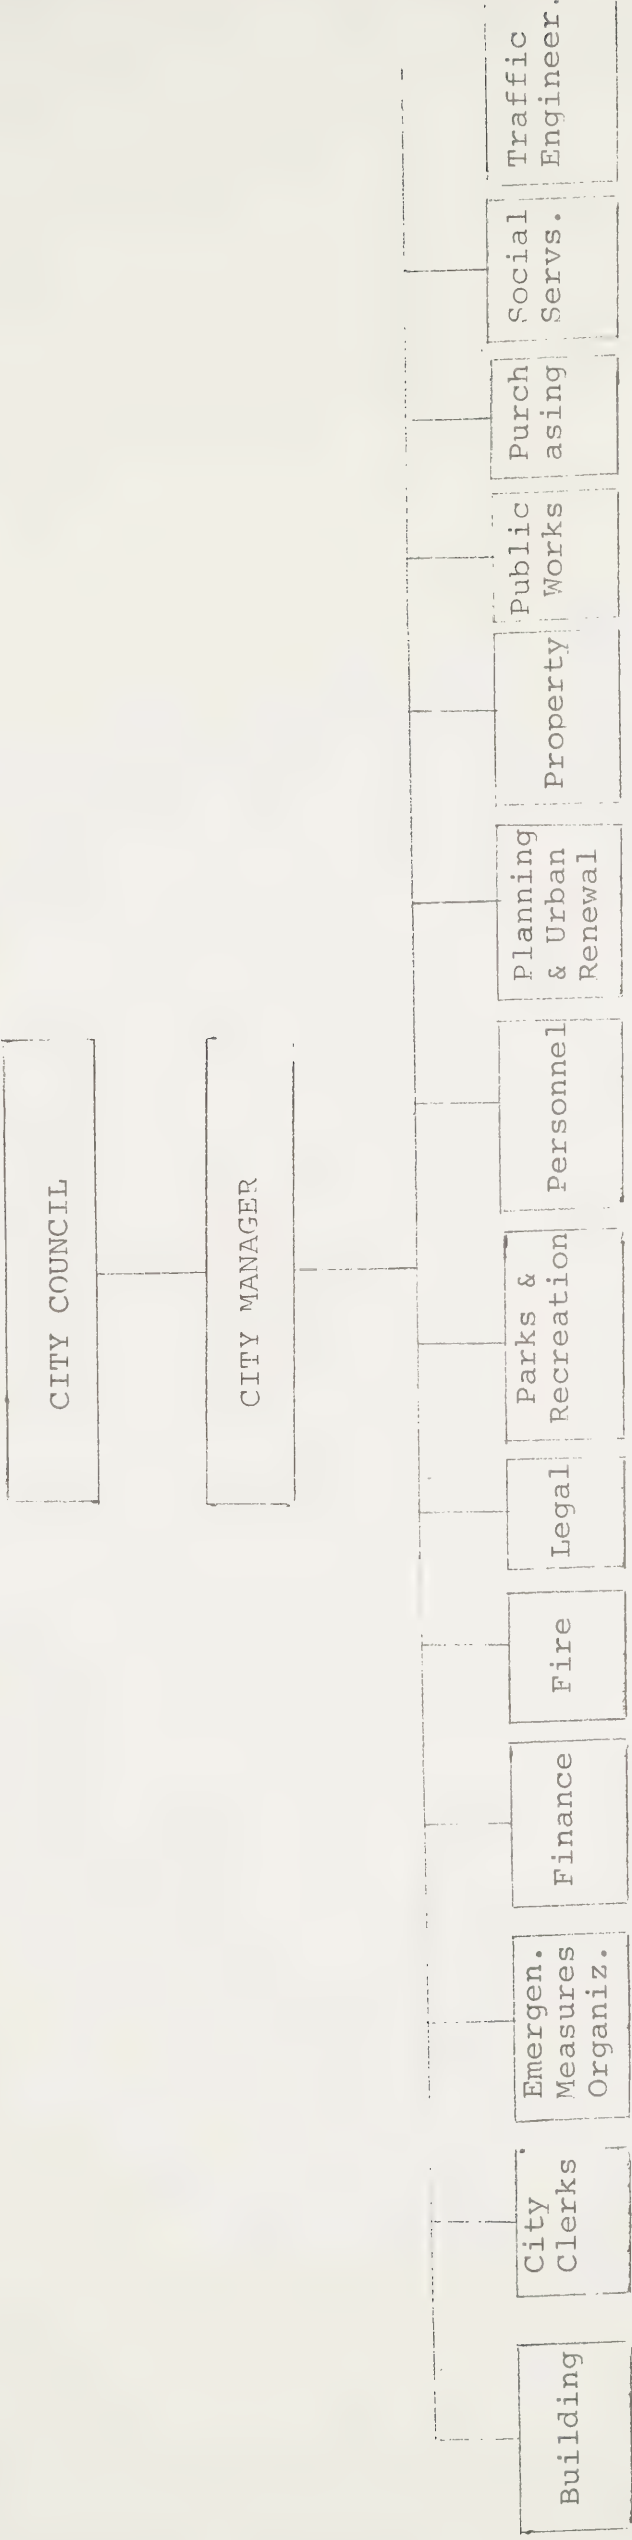 CITY COUNCIL
CITY MANAGER
Building
City
Clerks
Emergen.
Measures
Organiz.
Finance
Fire
Legal
Parks &
Recreation
Personnel
Planning
& Urban
Renewal
Property
Public
Works
Purch
asing
Social
Servs.
Traffic
Engineer.